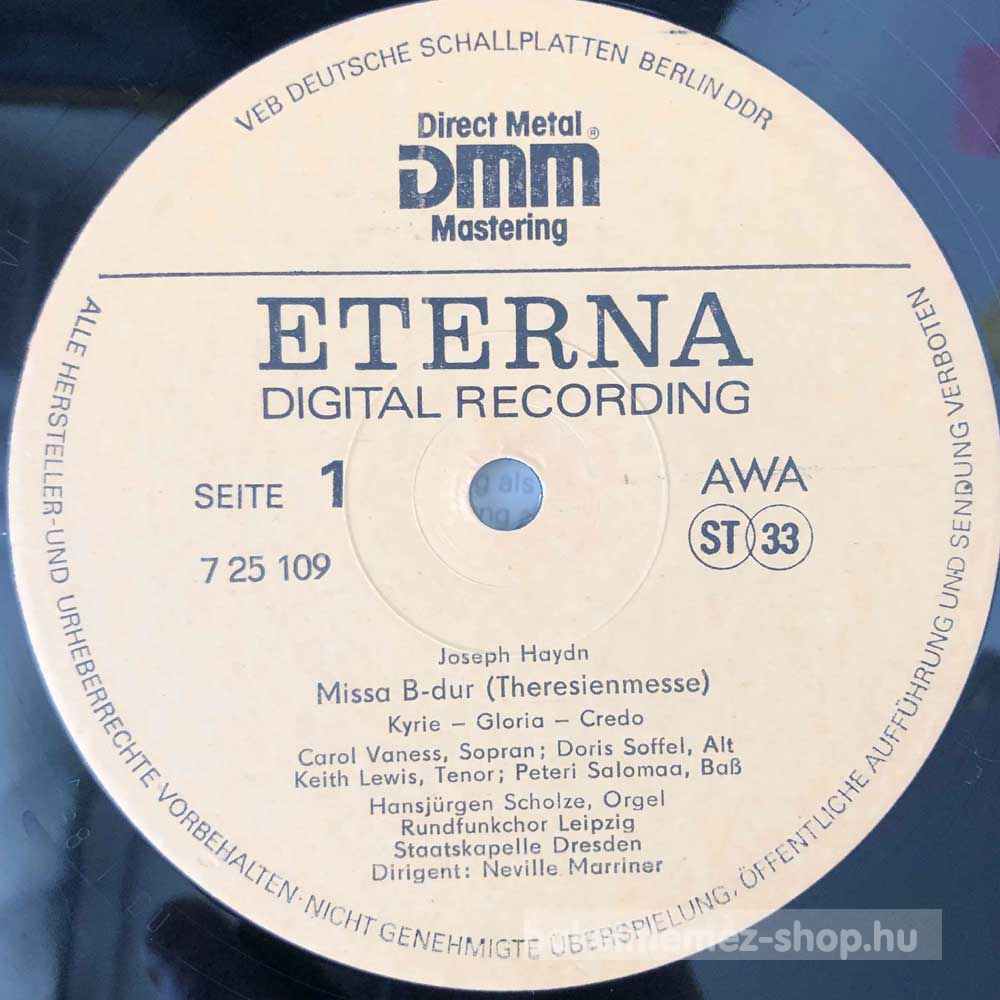 VEB DEUTSCHE SCHALLPLATTEN BERLIN DDR
Direct Metal ®
DMM
Mastering
ETERNA
DIGITAL RECORDING
SEITE 1
AWA
ST 33
7 25 109
Joseph Haydn
Missa B-dur (Theresienmesse)
Kyrie – Gloria – Credo
Carol Vaness, Sopran; Doris Soffel, Alt
Keith Lewis, Tenor; Peteri Salomaa, Baß
Hansjürgen Scholze, Orgel
Rundfunkchor Leipzig
Staatskapelle Dresden
Dirigent: Neville Marriner
ALLE HERSTELLER-UND URHEBERRECHTE VORBEHALTEN·NICHT GENEHMIGTE ÜBERSPIELUNG, ÖFFENTLICHE AUFFÜHRUNG UND SENDUNG VERBOTEN
g als